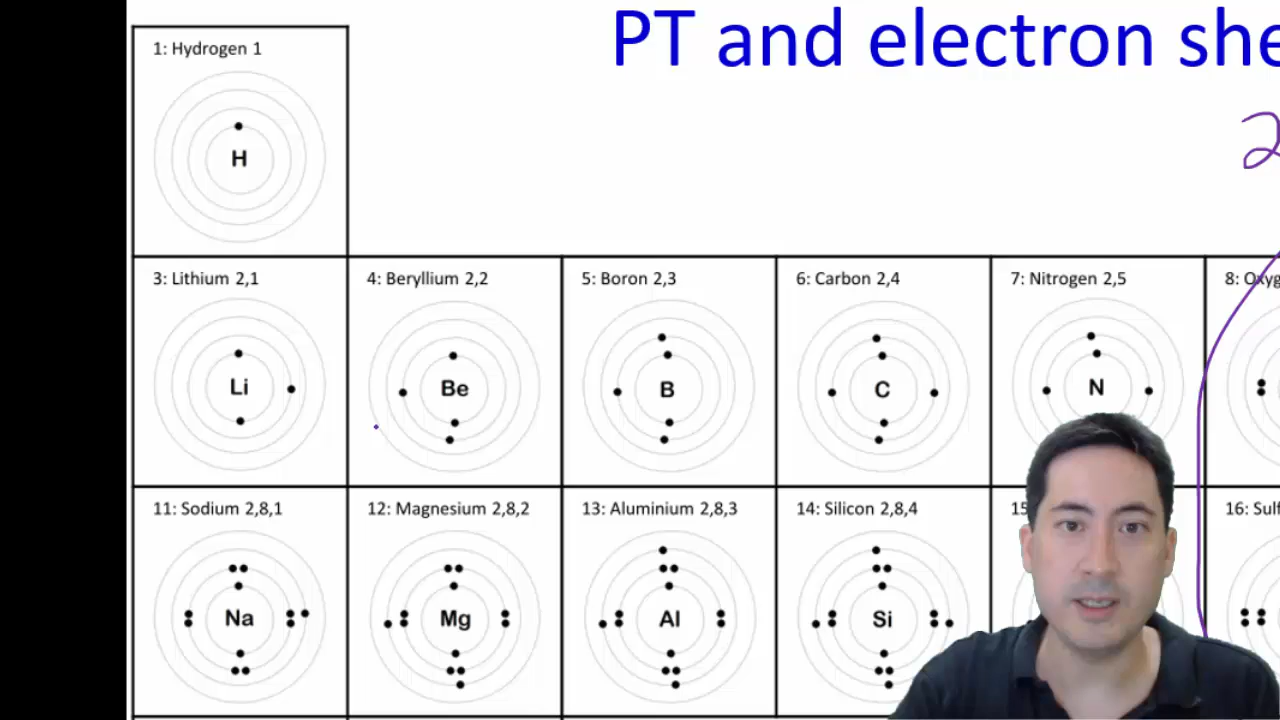 PT and electron she
2
1: Hydrogen 1
H
3: Lithium 2,1
4: Beryllium 2,2
5: Boron 2,3
6: Carbon 2,4
7: Nitrogen 2,5
8: Oxyg
Li
Be
B
C
N
11: Sodium 2,8,1
12: Magnesium 2,8,2
13: Aluminium 2,8,3
14: Silicon 2,8,4
15
16: Sulf
Na
Mg
Al
Si